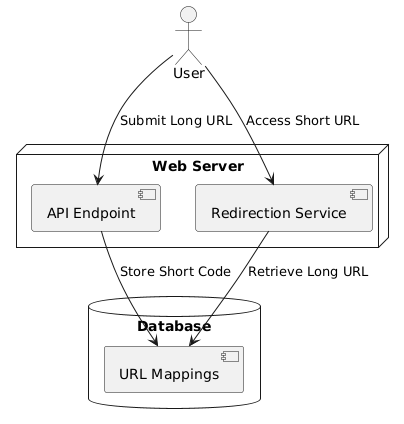 User
Submit Long URL
Access Short URL
Web Server
API Endpoint
Redirection Service
Store Short Code
Retrieve Long URL
Database
URL Mappings